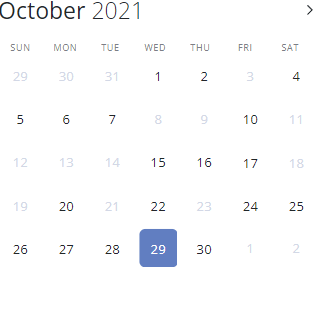 October 2021
SUN MON TUE WED THU FRI SAT
29 30 31 1 2 3 4
5 6 7 8 9 10 11
12 13 14 15 16 17 18
19 20 21 22 23 24 25
26 27 28 29 30 1 2